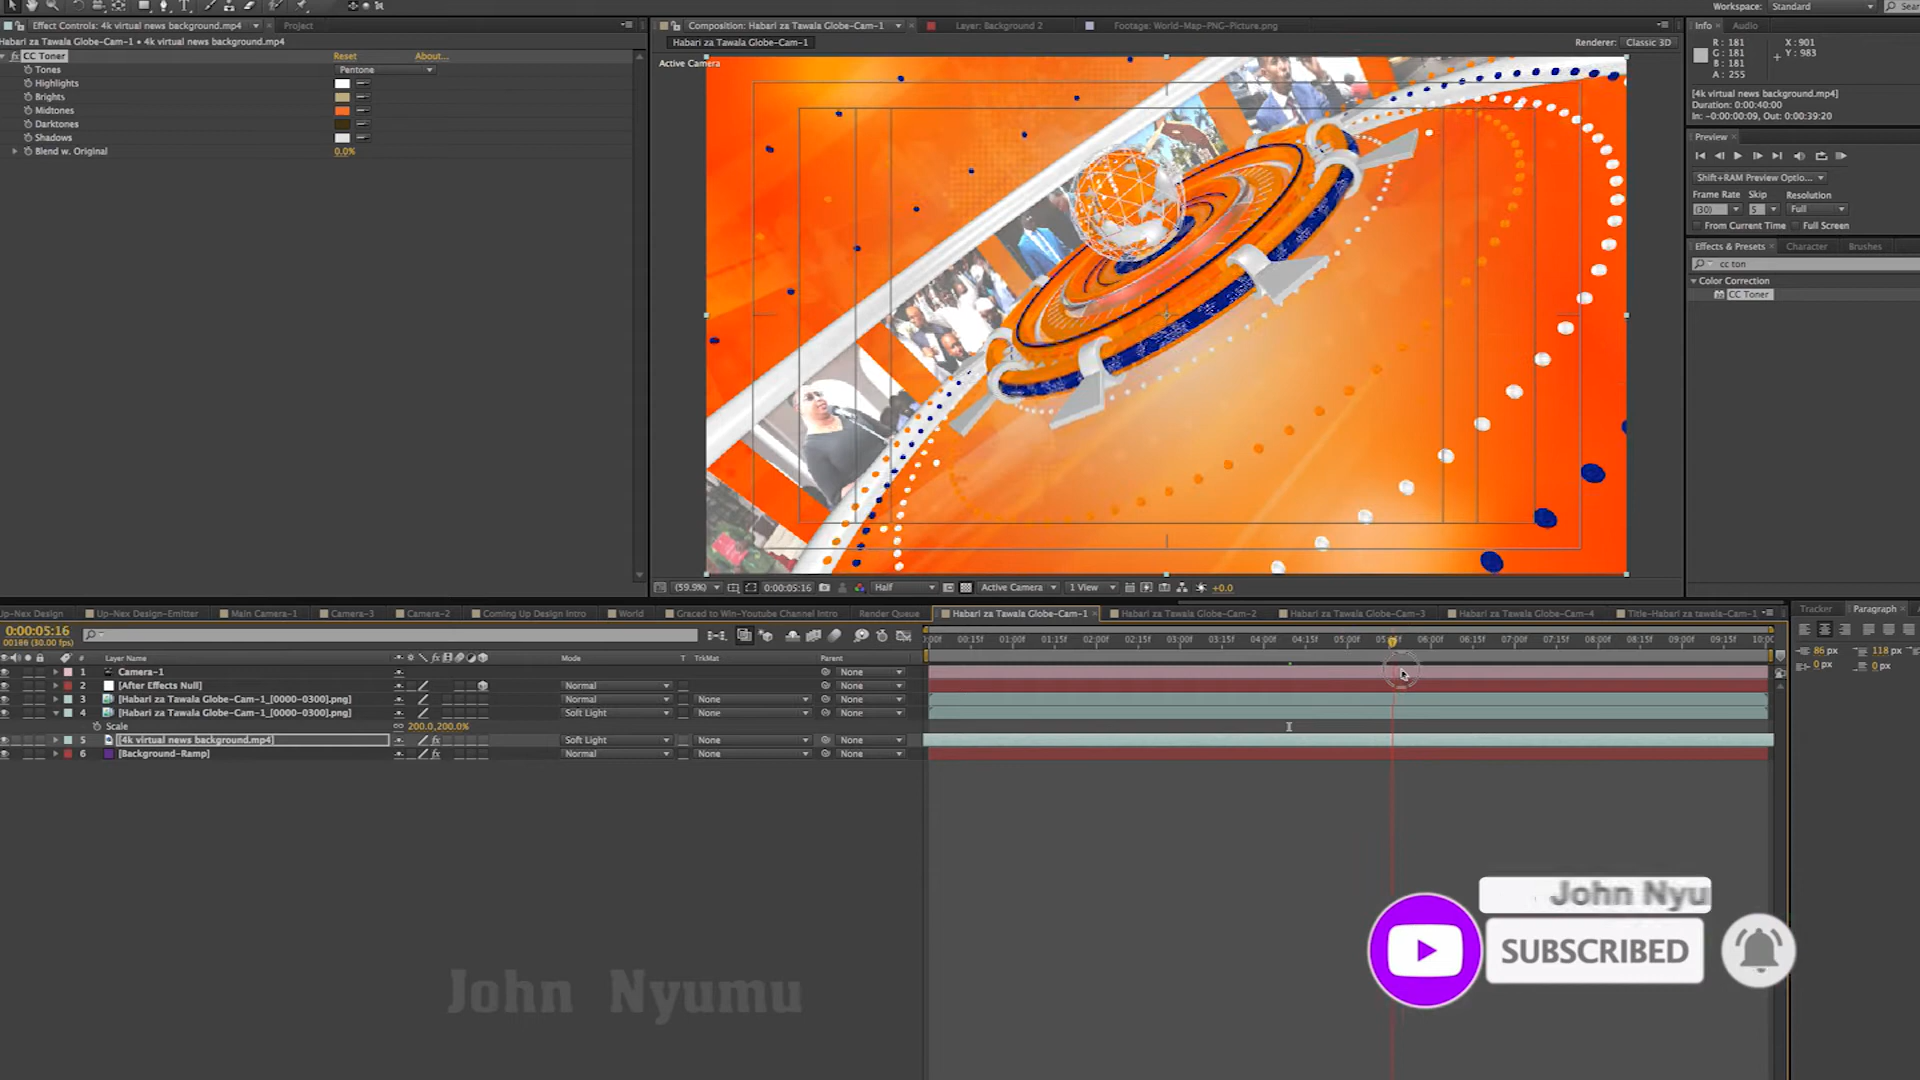 Workspace: Standard
Effect Controls: 4k virtual news background.mp4
Project
Habari za Tawala Globe-Cam-1 • 4k virtual news background.mp4
CC Toner Reset About...
Tones Pentone
Highlights
Brights
Midtones
Darktones
Shadows
Blend w. Original 0.0%
Composition: Habari za Tawala Globe-Cam-1
Layer: Background 2
Footage: World-Map-PNG-Picture.png
Habari za Tawala Globe-Cam-1
Renderer: Classic 3D
Active Camera
(59.9%) 0:00:05:16 Half Active Camera 1 View +0.0
Info Audio
R: 181 X: 901
G: 181 Y: 983
B: 181
A: 255
[4k virtual news background.mp4]
Duration: 0:00:40:00
In: -0:00:00:09, Out: 0:00:39:20
Preview
Shift+RAM Preview Optio...
Frame Rate Skip Resolution
(30) 5 Full
From Current Time Full Screen
Effects & Presets Character Brushes
cc ton
Color Correction
CC Toner
Up-Nex Design Up-Nex Design-Emitter Main Camera-1 Camera-3 Camera-2 Coming Up Design Intro World Graced to Win-Youtube Channel Intro Render Queue Habari za Tawala Globe-Cam-1 Habari za Tawala Globe-Cam-2 Habari za Tawala Globe-Cam-3 Habari za Tawala Globe-Cam-4 Title-Habari za tawala-Cam-1
Tracker Paragraph
0:00:05:16
00166 (30.00 fps)
:00f 00:15f 01:00f 01:15f 02:00f 02:15f 03:00f 03:15f 04:00f 04:15f 05:00f 06:00f 06:15f 07:00f 07:15f 08:00f 08:15f 09:00f 09:15f 10:00
# Layer Name Mode T TrkMat Parent
1 Camera-1 None
2 [After Effects Null] Normal None
3 [Habari za Tawala Globe-Cam-1_[0000-0300].png] Normal None None
4 [Habari za Tawala Globe-Cam-1_[0000-0300].png] Soft Light None None
Scale 200.0,200.0%
5 [4k virtual news background.mp4] Soft Light None None
6 [Background-Ramp] Normal None None
86 px 118 px
0 px 0 px
John Nyu
SUBSCRIBED
John Nyumu